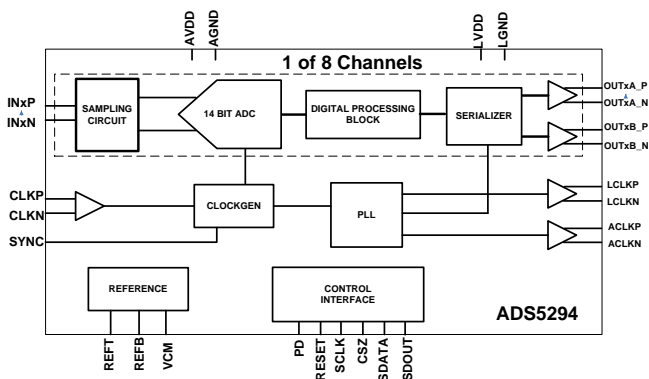 AVDD
AGND
LVDD
LGND
1 of 8 Channels
INxP
INxN
SAMPLING
CIRCUIT
14 BIT ADC
DIGITAL PROCESSING
BLOCK
SERIALIZER
OUTxA_P
OUTxA_N
OUTxB_P
OUTxB_N
CLKP
CLKN
SYNC
CLOCKGEN
PLL
LCLKP
LCLKN
ACLKP
ACLKN
REFERENCE
CONTROL
INTERFACE
ADS5294
REFT
REFB
VCM
PD
RESET
SCLK
CSZ
SDATA
SDOUT